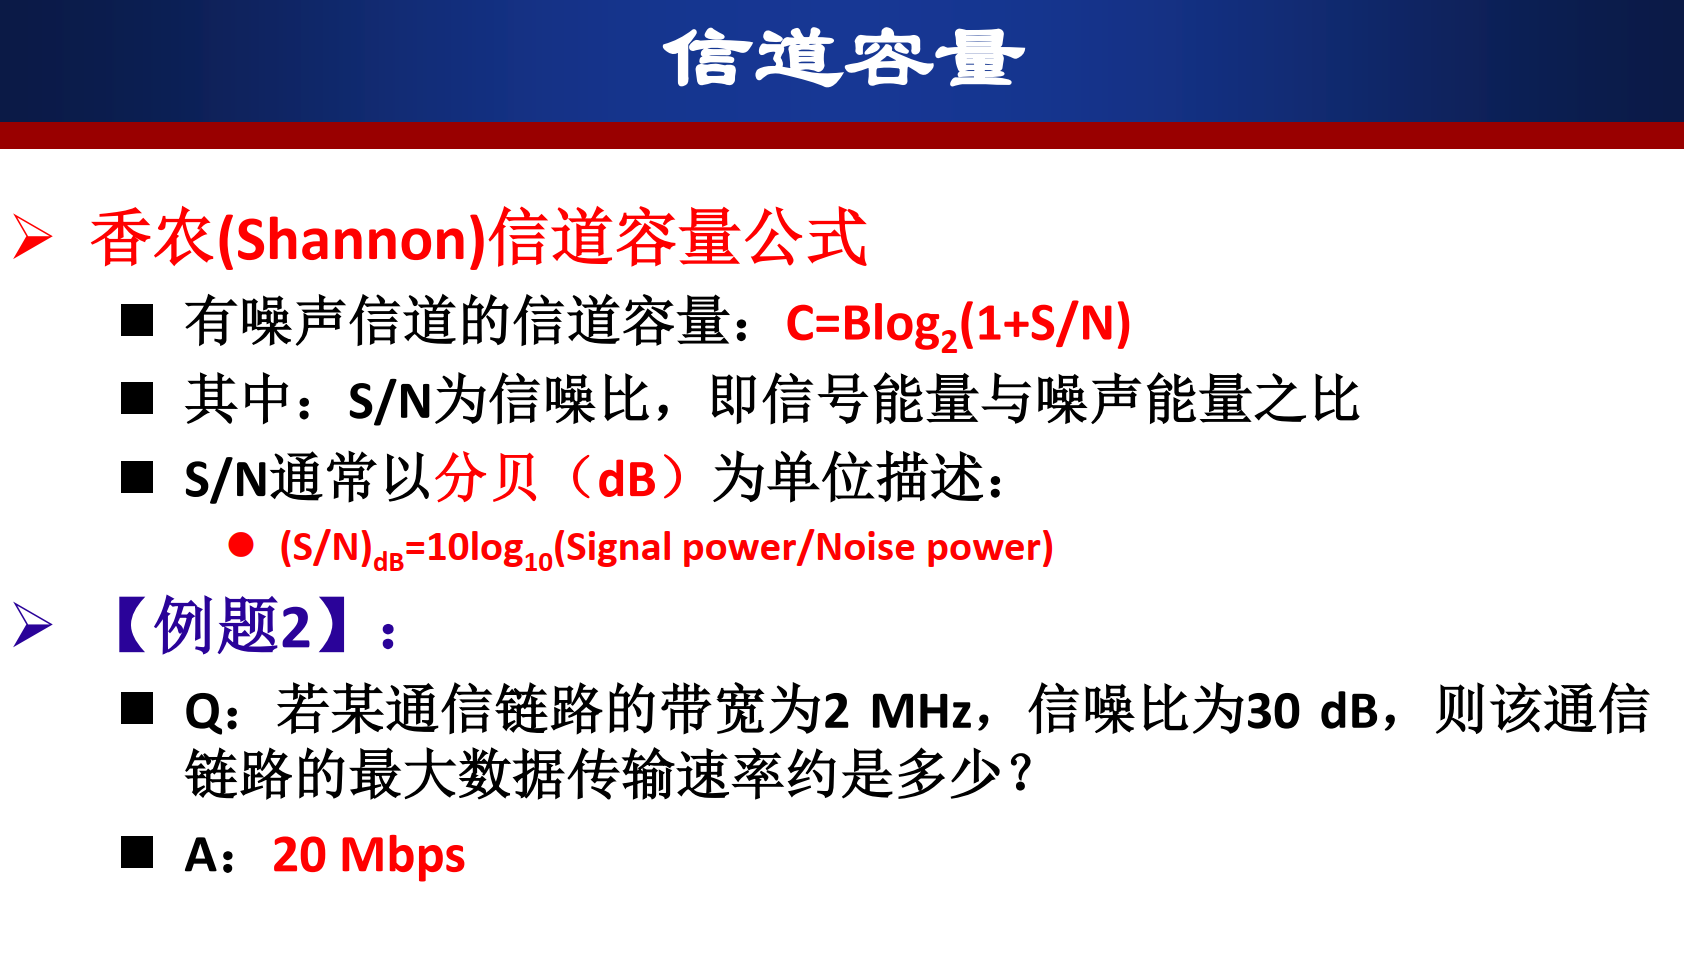 信道容量
香农(Shannon)信道容量公式
有噪声信道的信道容量：C=Blog₂(1+S/N)
其中：S/N为信噪比，即信号能量与噪声能量之比
S/N通常以分贝（dB）为单位描述：
(S/N)dB=10log₁₀(Signal power/Noise power)
【例题2】：
Q：若某通信链路的带宽为2 MHz，信噪比为30 dB，则该通信
链路的最大数据传输速率约是多少？
A：20 Mbps